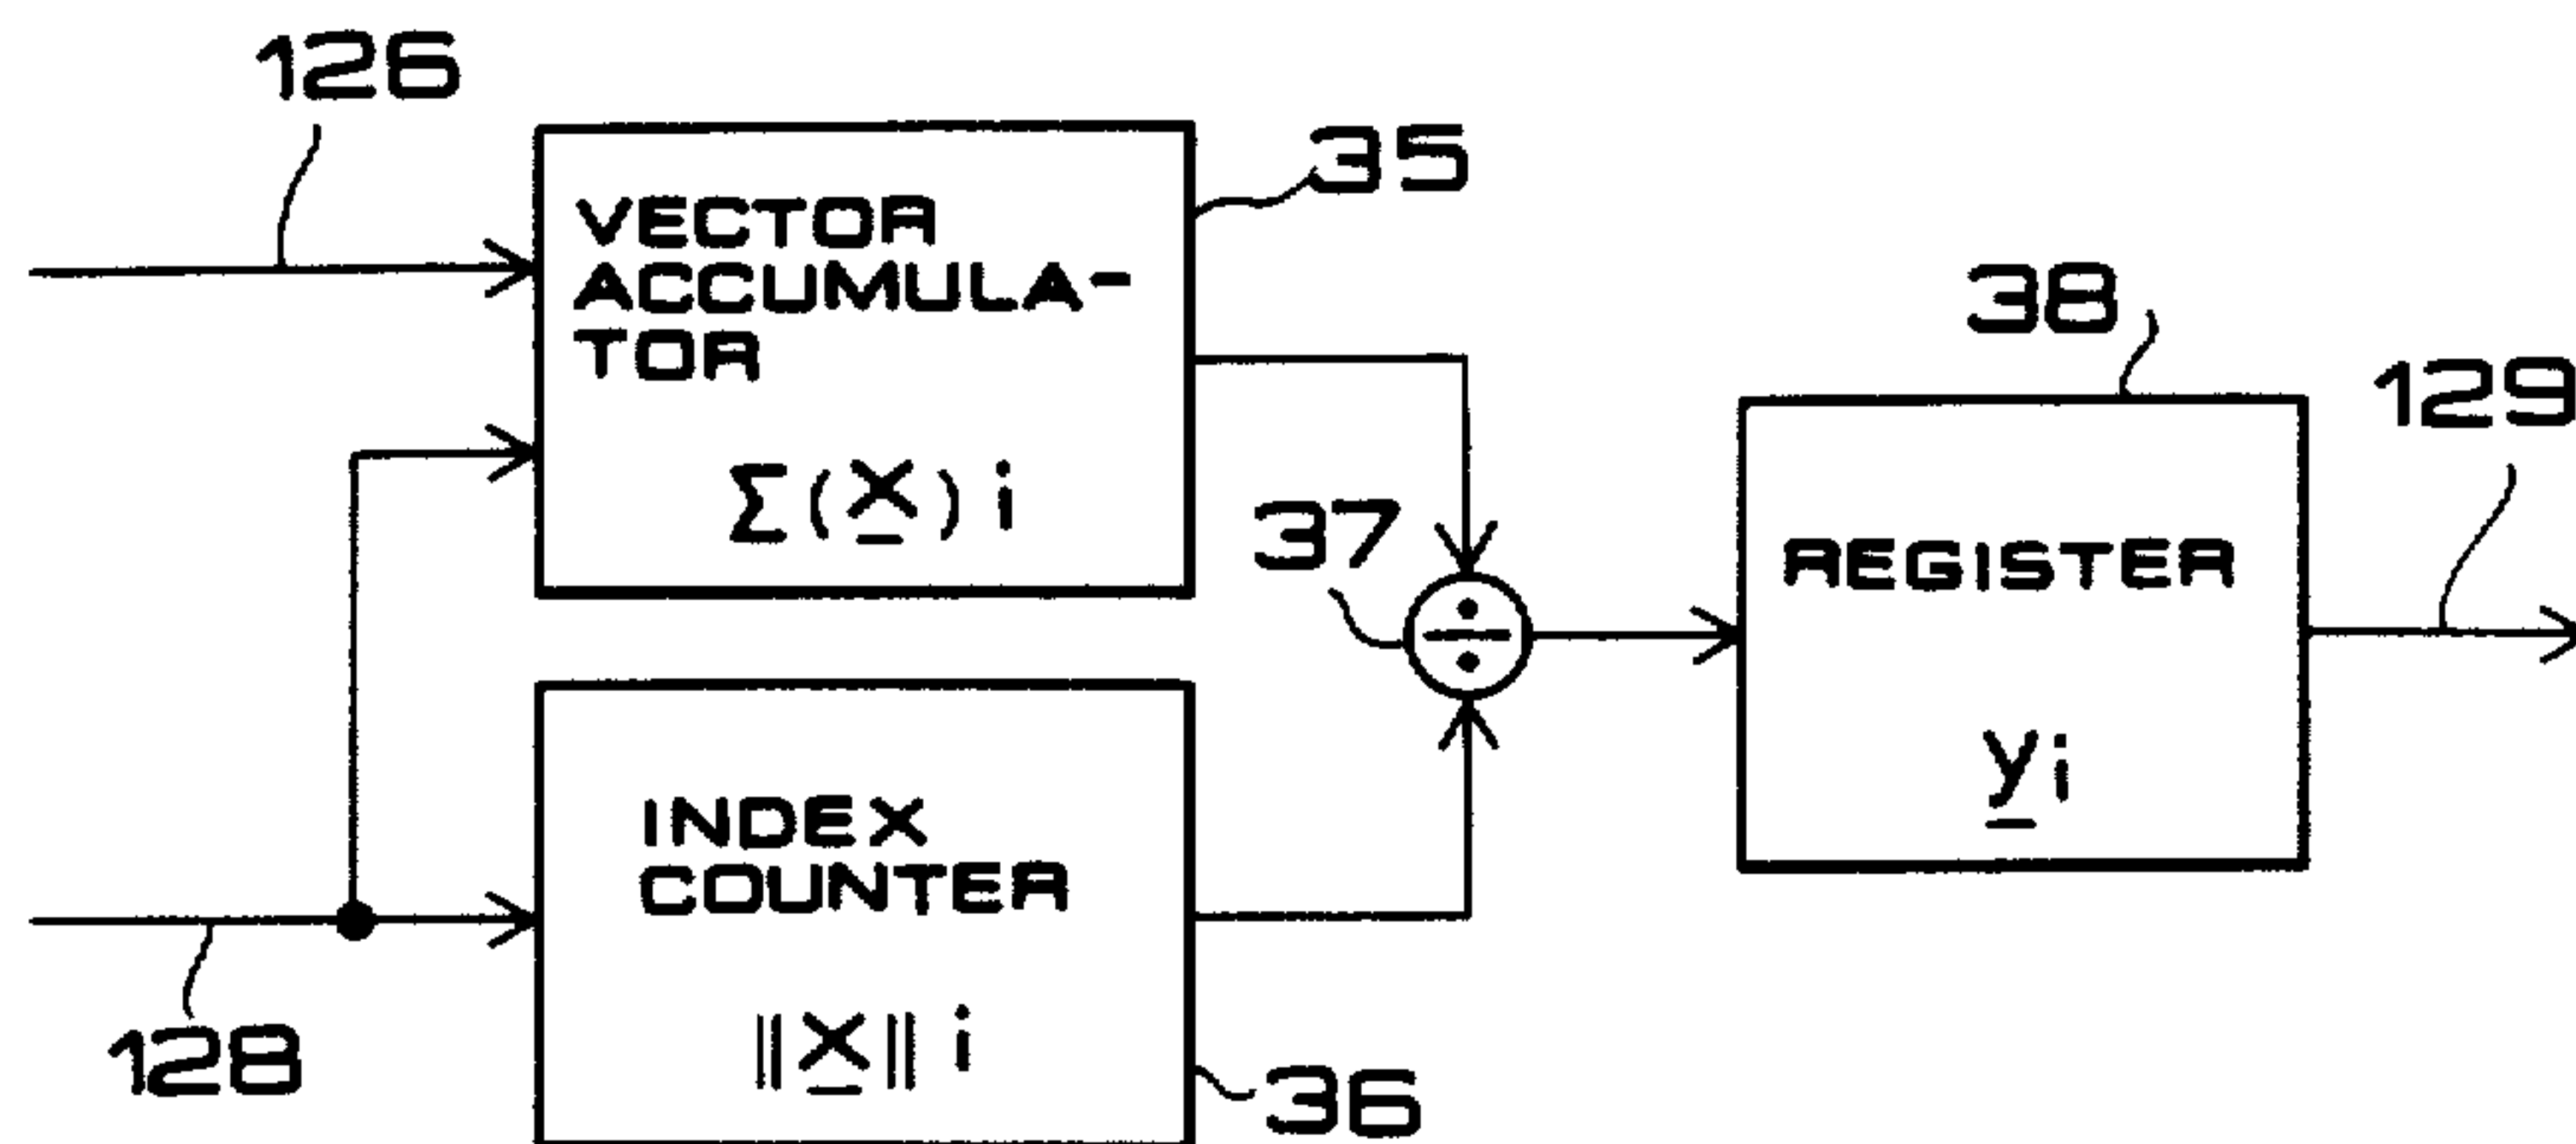 126
35
VECTOR
ACCUMULA-
TOR
Σ(x) i
38
129
37
REGISTER
yi
INDEX
COUNTER
||x|| i
128
36